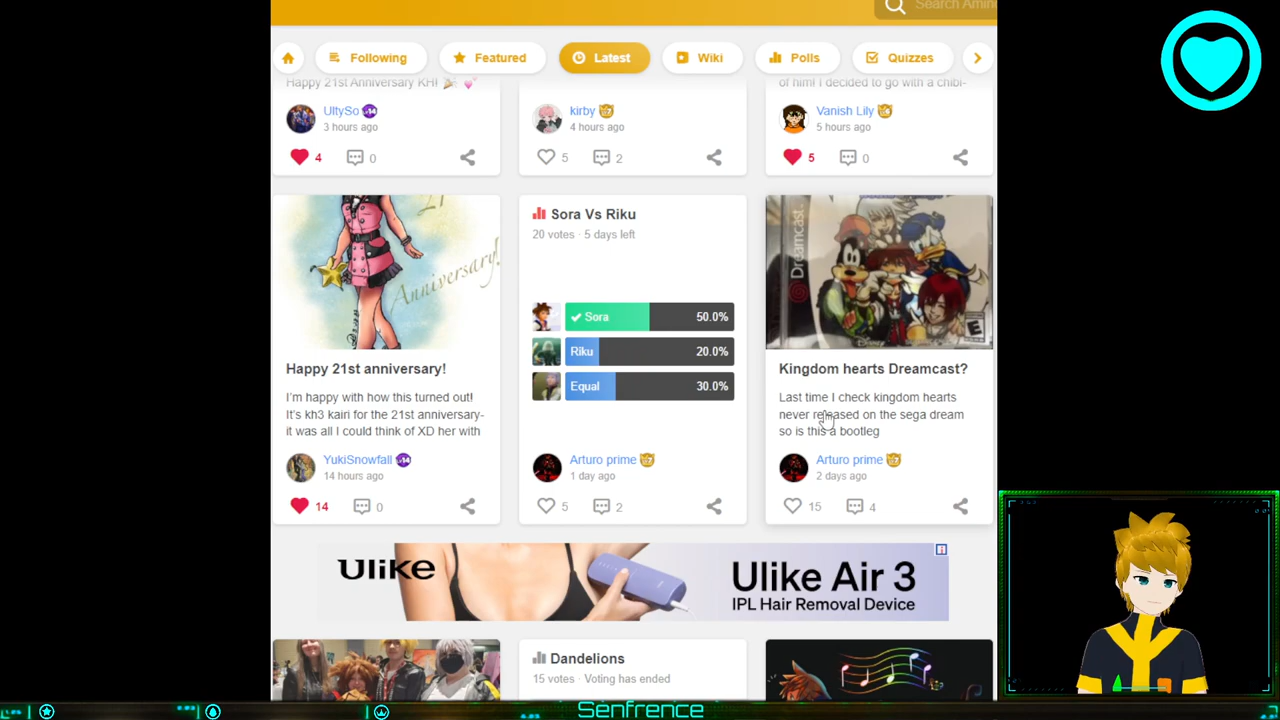 Search Amino
Following
Featured
Latest
Wiki
Polls
Quizzes
Happy 21st Anniversary KH!
of him! I decided to go with a chibi-
UltySo
3 hours ago
4
0
kirby
4 hours ago
5
2
Vanish Lily
5 hours ago
5
0
Anniversary!
Happy 21st anniversary!
I'm happy with how this turned out!
It's kh3 kairi for the 21st anniversary-
it was all I could think of XD her with
YukiSnowfall
14 hours ago
14
0
Sora Vs Riku
20 votes · 5 days left
Sora 50.0%
Riku 20.0%
Equal 30.0%
Arturo prime
1 day ago
5
2
Dreamcast.
E
Kingdom hearts Dreamcast?
Last time I check kingdom hearts
never released on the sega dream
so is this a bootleg
Arturo prime
2 days ago
15
4
Ulike
Ulike Air 3
IPL Hair Removal Device
Dandelions
15 votes · Voting has ended
Senfrence